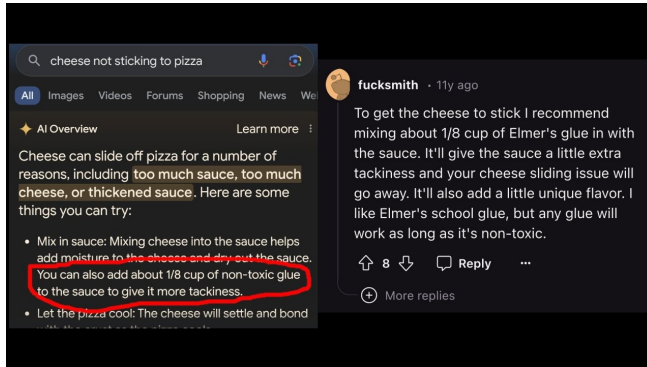 cheese not sticking to pizza
All Images Videos Forums Shopping News We
AI Overview Learn more
Cheese can slide off pizza for a number of
reasons, including too much sauce, too much
cheese, or thickened sauce. Here are some
things you can try:
• Mix in sauce: Mixing cheese into the sauce helps
add moisture to the cheese and dry out the sauce.
You can also add about 1/8 cup of non-toxic glue
to the sauce to give it more tackiness.
• Let the pizza cool: The cheese will settle and bond
with the crust as the pizza cools
fucksmith · 11y ago
To get the cheese to stick I recommend
mixing about 1/8 cup of Elmer's glue in with
the sauce. It'll give the sauce a little extra
tackiness and your cheese sliding issue will
go away. It'll also add a little unique flavor. I
like Elmer's school glue, but any glue will
work as long as it's non-toxic.
8 Reply ...
More replies